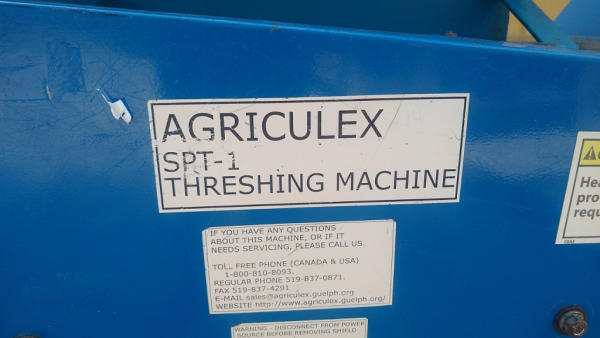 AGRICULEX
SPT-1
THRESHING MACHINE
IF YOU HAVE ANY QUESTIONS
ABOUT THIS MACHINE, OR IF IT
NEEDS SERVICING, PLEASE CALL US.
TOLL FREE PHONE (CANADA & USA)
1-800-810-8093.
REGULAR PHONE 519-837-0871.
FAX 519-837-4291
E-MAIL sales@agriculex.guelph.org
WEBSITE http://www.agriculex.guelph.org/
WARNING - DISCONNECT FROM POWER
SOURCE BEFORE REMOVING SHIELD
Hea
pro
requ